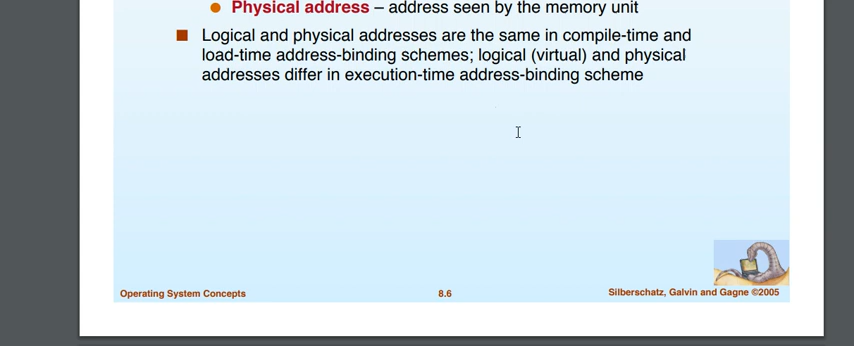 Physical address – address seen by the memory unit
Logical and physical addresses are the same in compile-time and
load-time address-binding schemes; logical (virtual) and physical
addresses differ in execution-time address-binding scheme
Operating System Concepts
8.6
Silberschatz, Galvin and Gagne ©2005